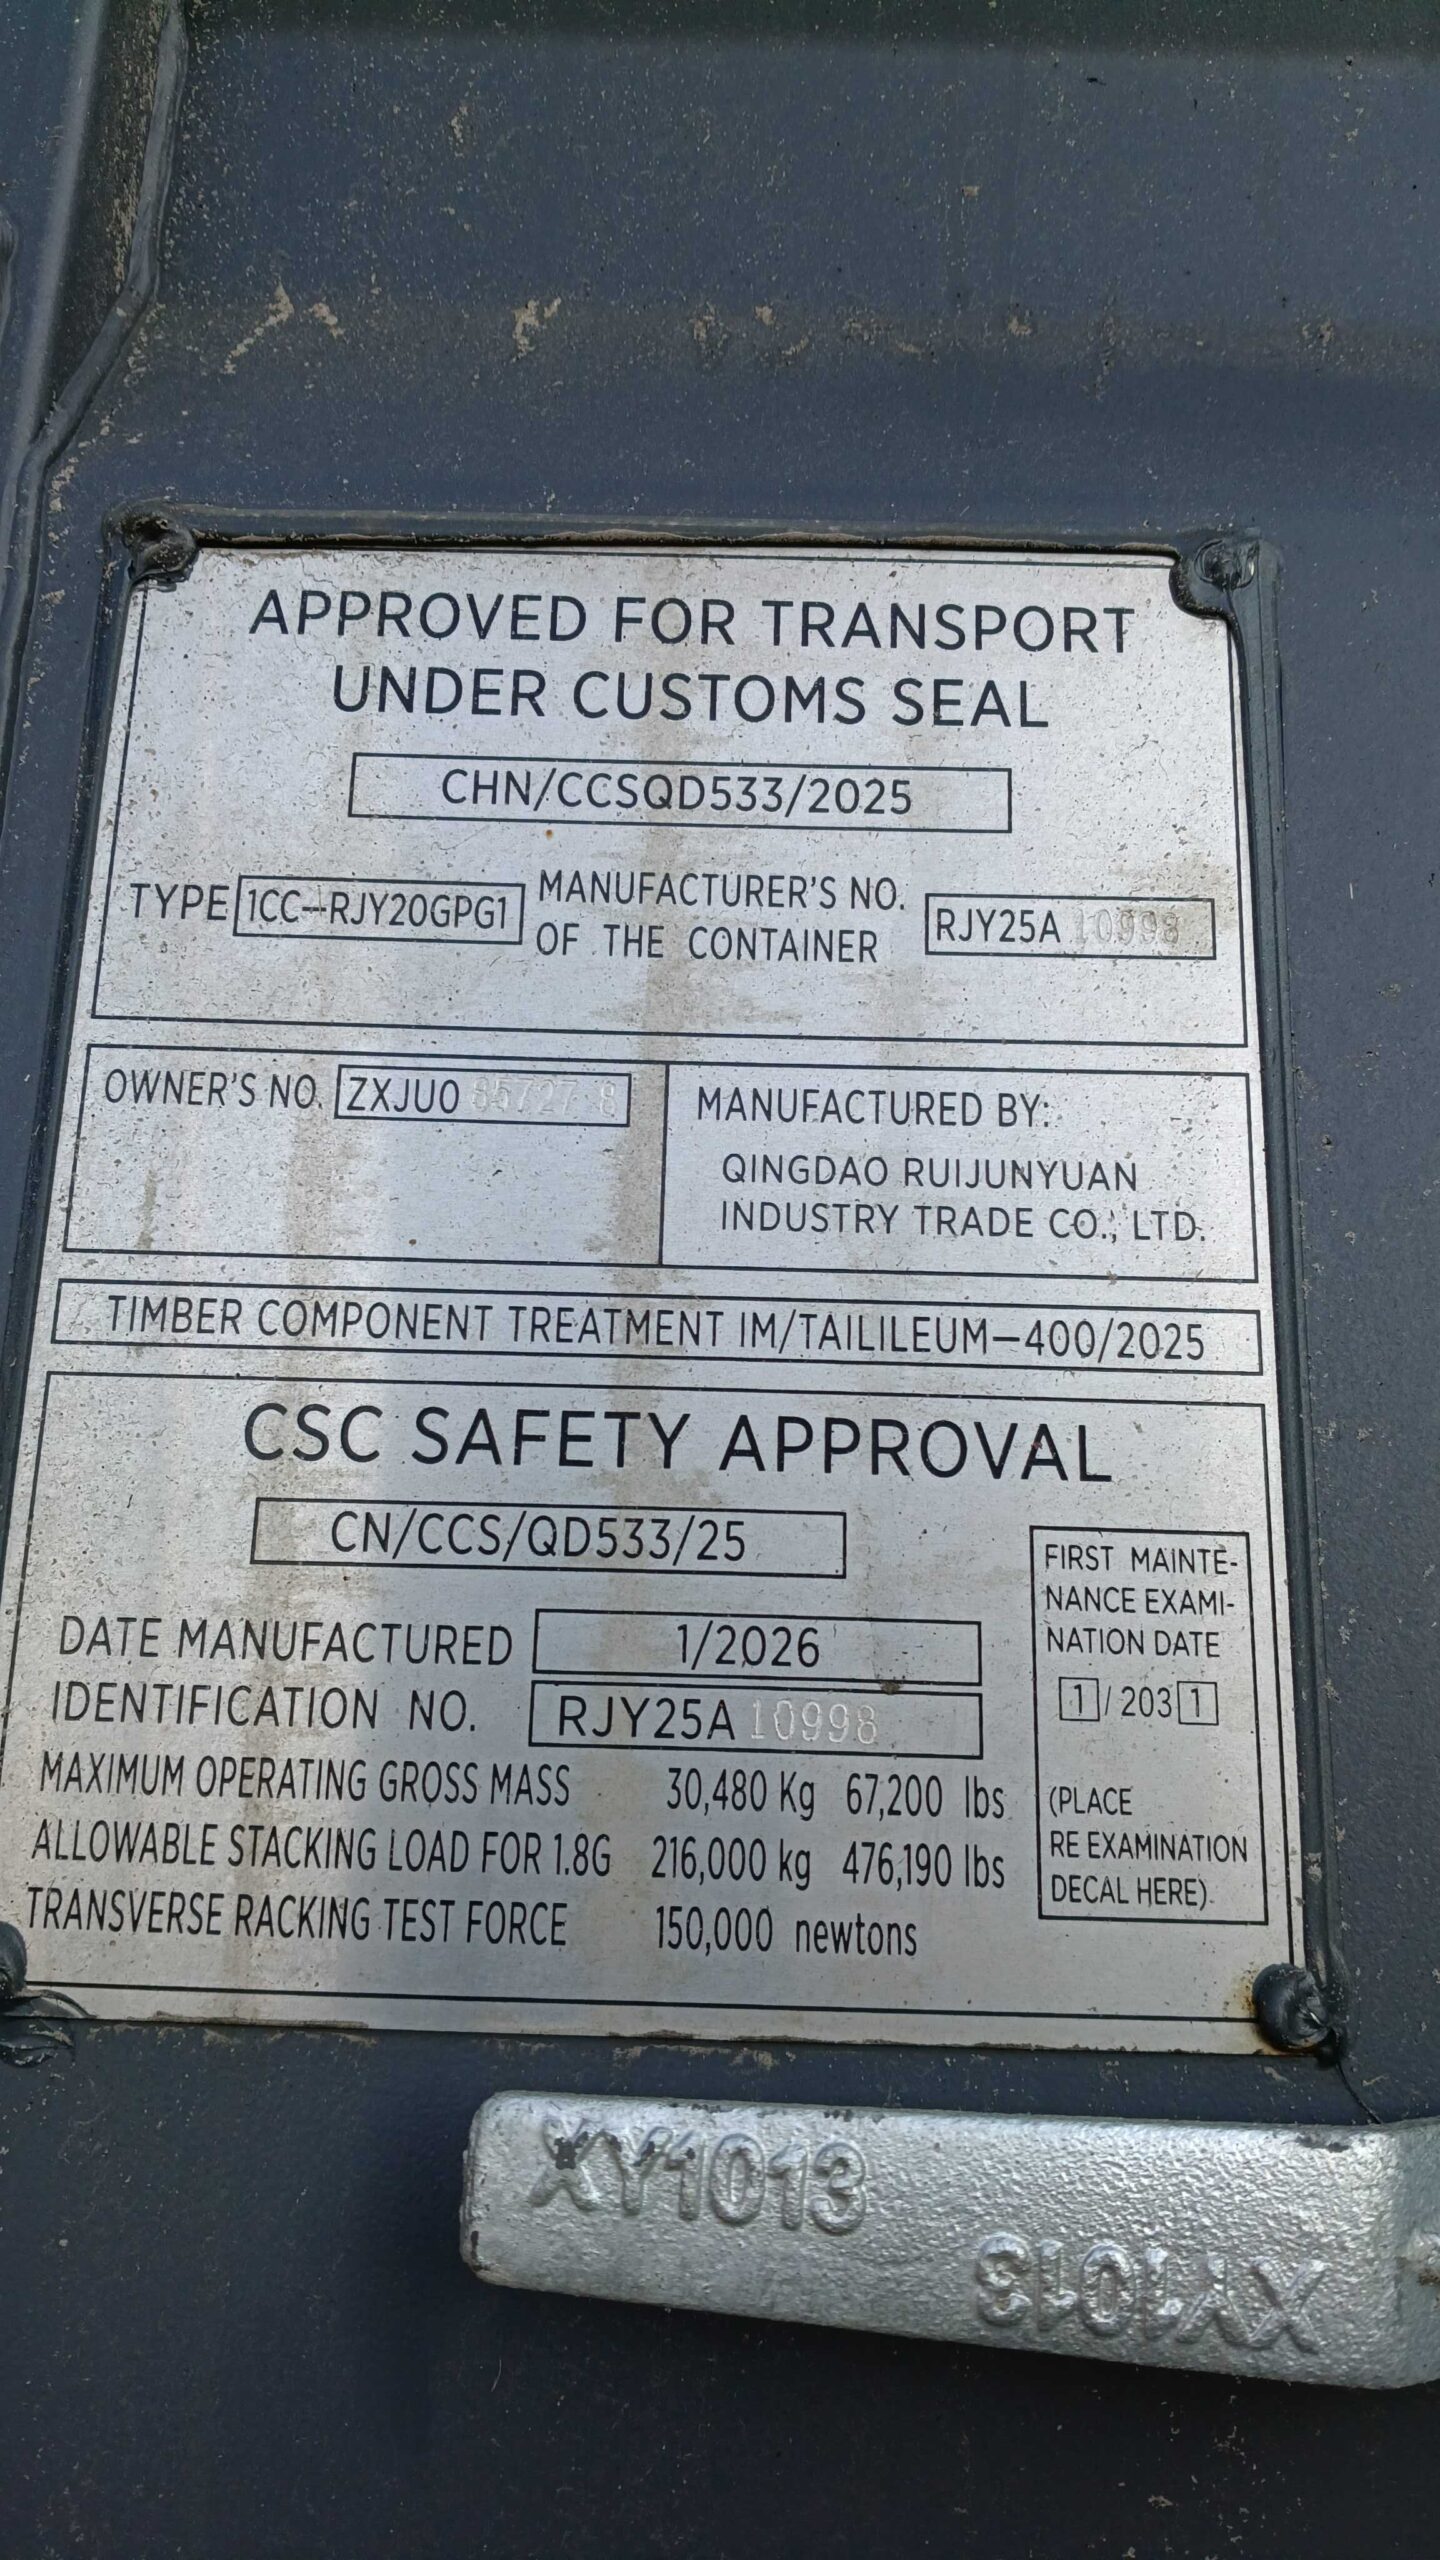 APPROVED FOR TRANSPORT
UNDER CUSTOMS SEAL
CHN/CCSQD533/2025
TYPE 1CC-RJY20GPG1 MANUFACTURER'S NO. OF THE CONTAINER RJY25A 10998
OWNER'S NO. ZXJU0
MANUFACTURED BY:
QINGDAO RUIJUNYUAN
INDUSTRY TRADE CO., LTD.
TIMBER COMPONENT TREATMENT IM/TAILILEUM-400/2025
CSC SAFETY APPROVAL
CN/CCS/QD533/25
DATE MANUFACTURED 1/2026
IDENTIFICATION NO. RJY25A 10998
MAXIMUM OPERATING GROSS MASS 30,480 Kg 67,200 lbs
ALLOWABLE STACKING LOAD FOR 1.8G 216,000 kg 476,190 lbs
TRANSVERSE RACKING TEST FORCE 150,000 newtons
FIRST MAINTE-
NANCE EXAMI-
NATION DATE
1/2031
(PLACE
RE EXAMINATION
DECAL HERE)
XY1013
XY1013